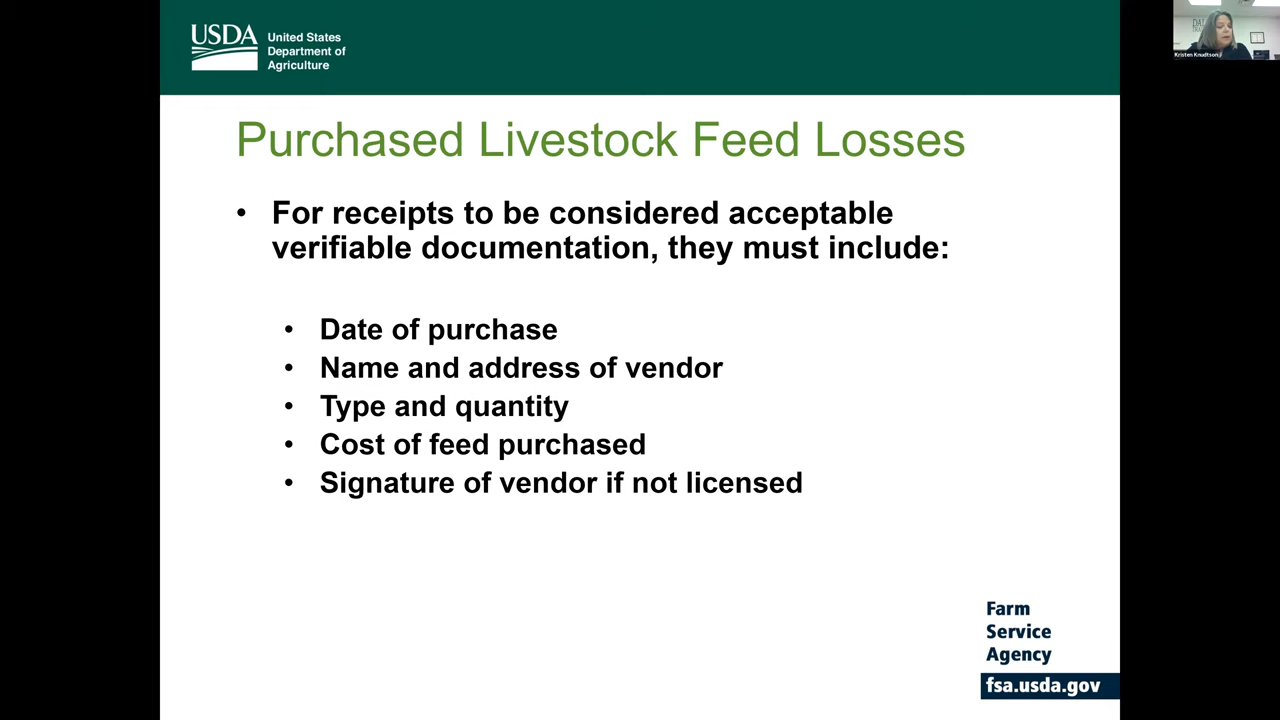 USDA
United States
Department of
Agriculture
Kristen Knudtson
Purchased Livestock Feed Losses
• For receipts to be considered acceptable
verifiable documentation, they must include:
• Date of purchase
• Name and address of vendor
• Type and quantity
• Cost of feed purchased
• Signature of vendor if not licensed
Farm
Service
Agency
fsa.usda.gov